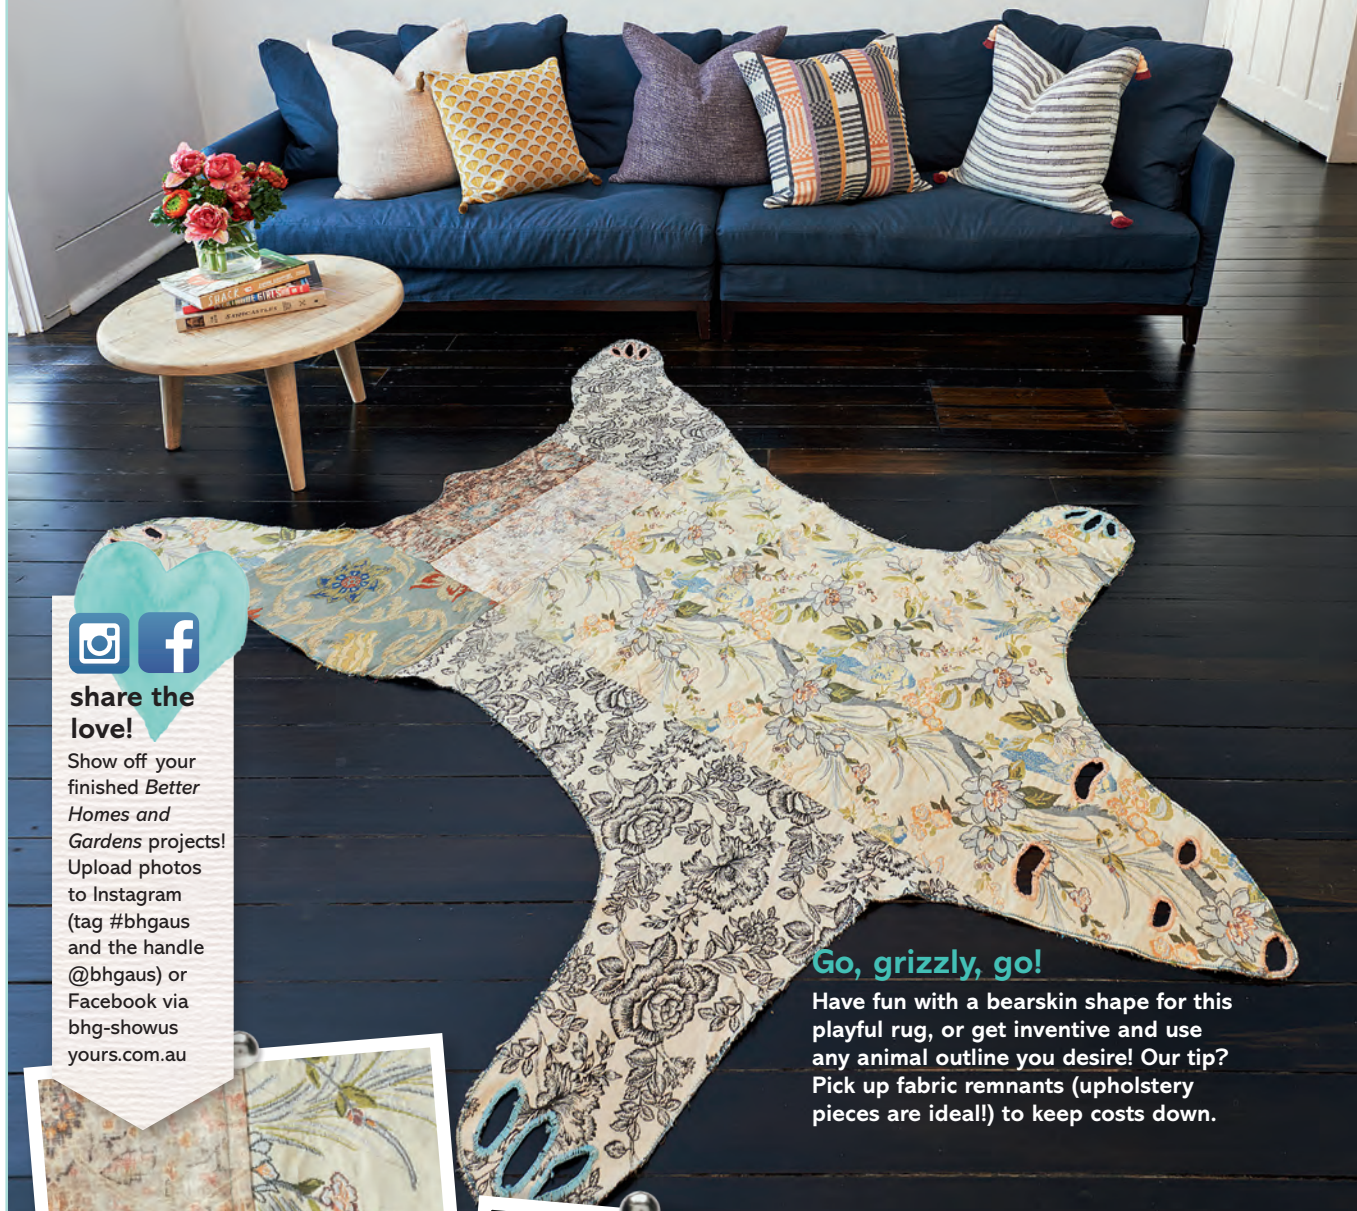 SHACK
share the
love!
Show off your
finished Better
Homes and
Gardens projects!
Upload photos
to Instagram
(tag #bhgaus
and the handle
@bhgaus) or
Facebook via
bhg-showus
yours.com.au
Go, grizzly, go!
Have fun with a bearskin shape for this
playful rug, or get inventive and use
any animal outline you desire! Our tip?
Pick up fabric remnants (upholstery
pieces are ideal!) to keep costs down.